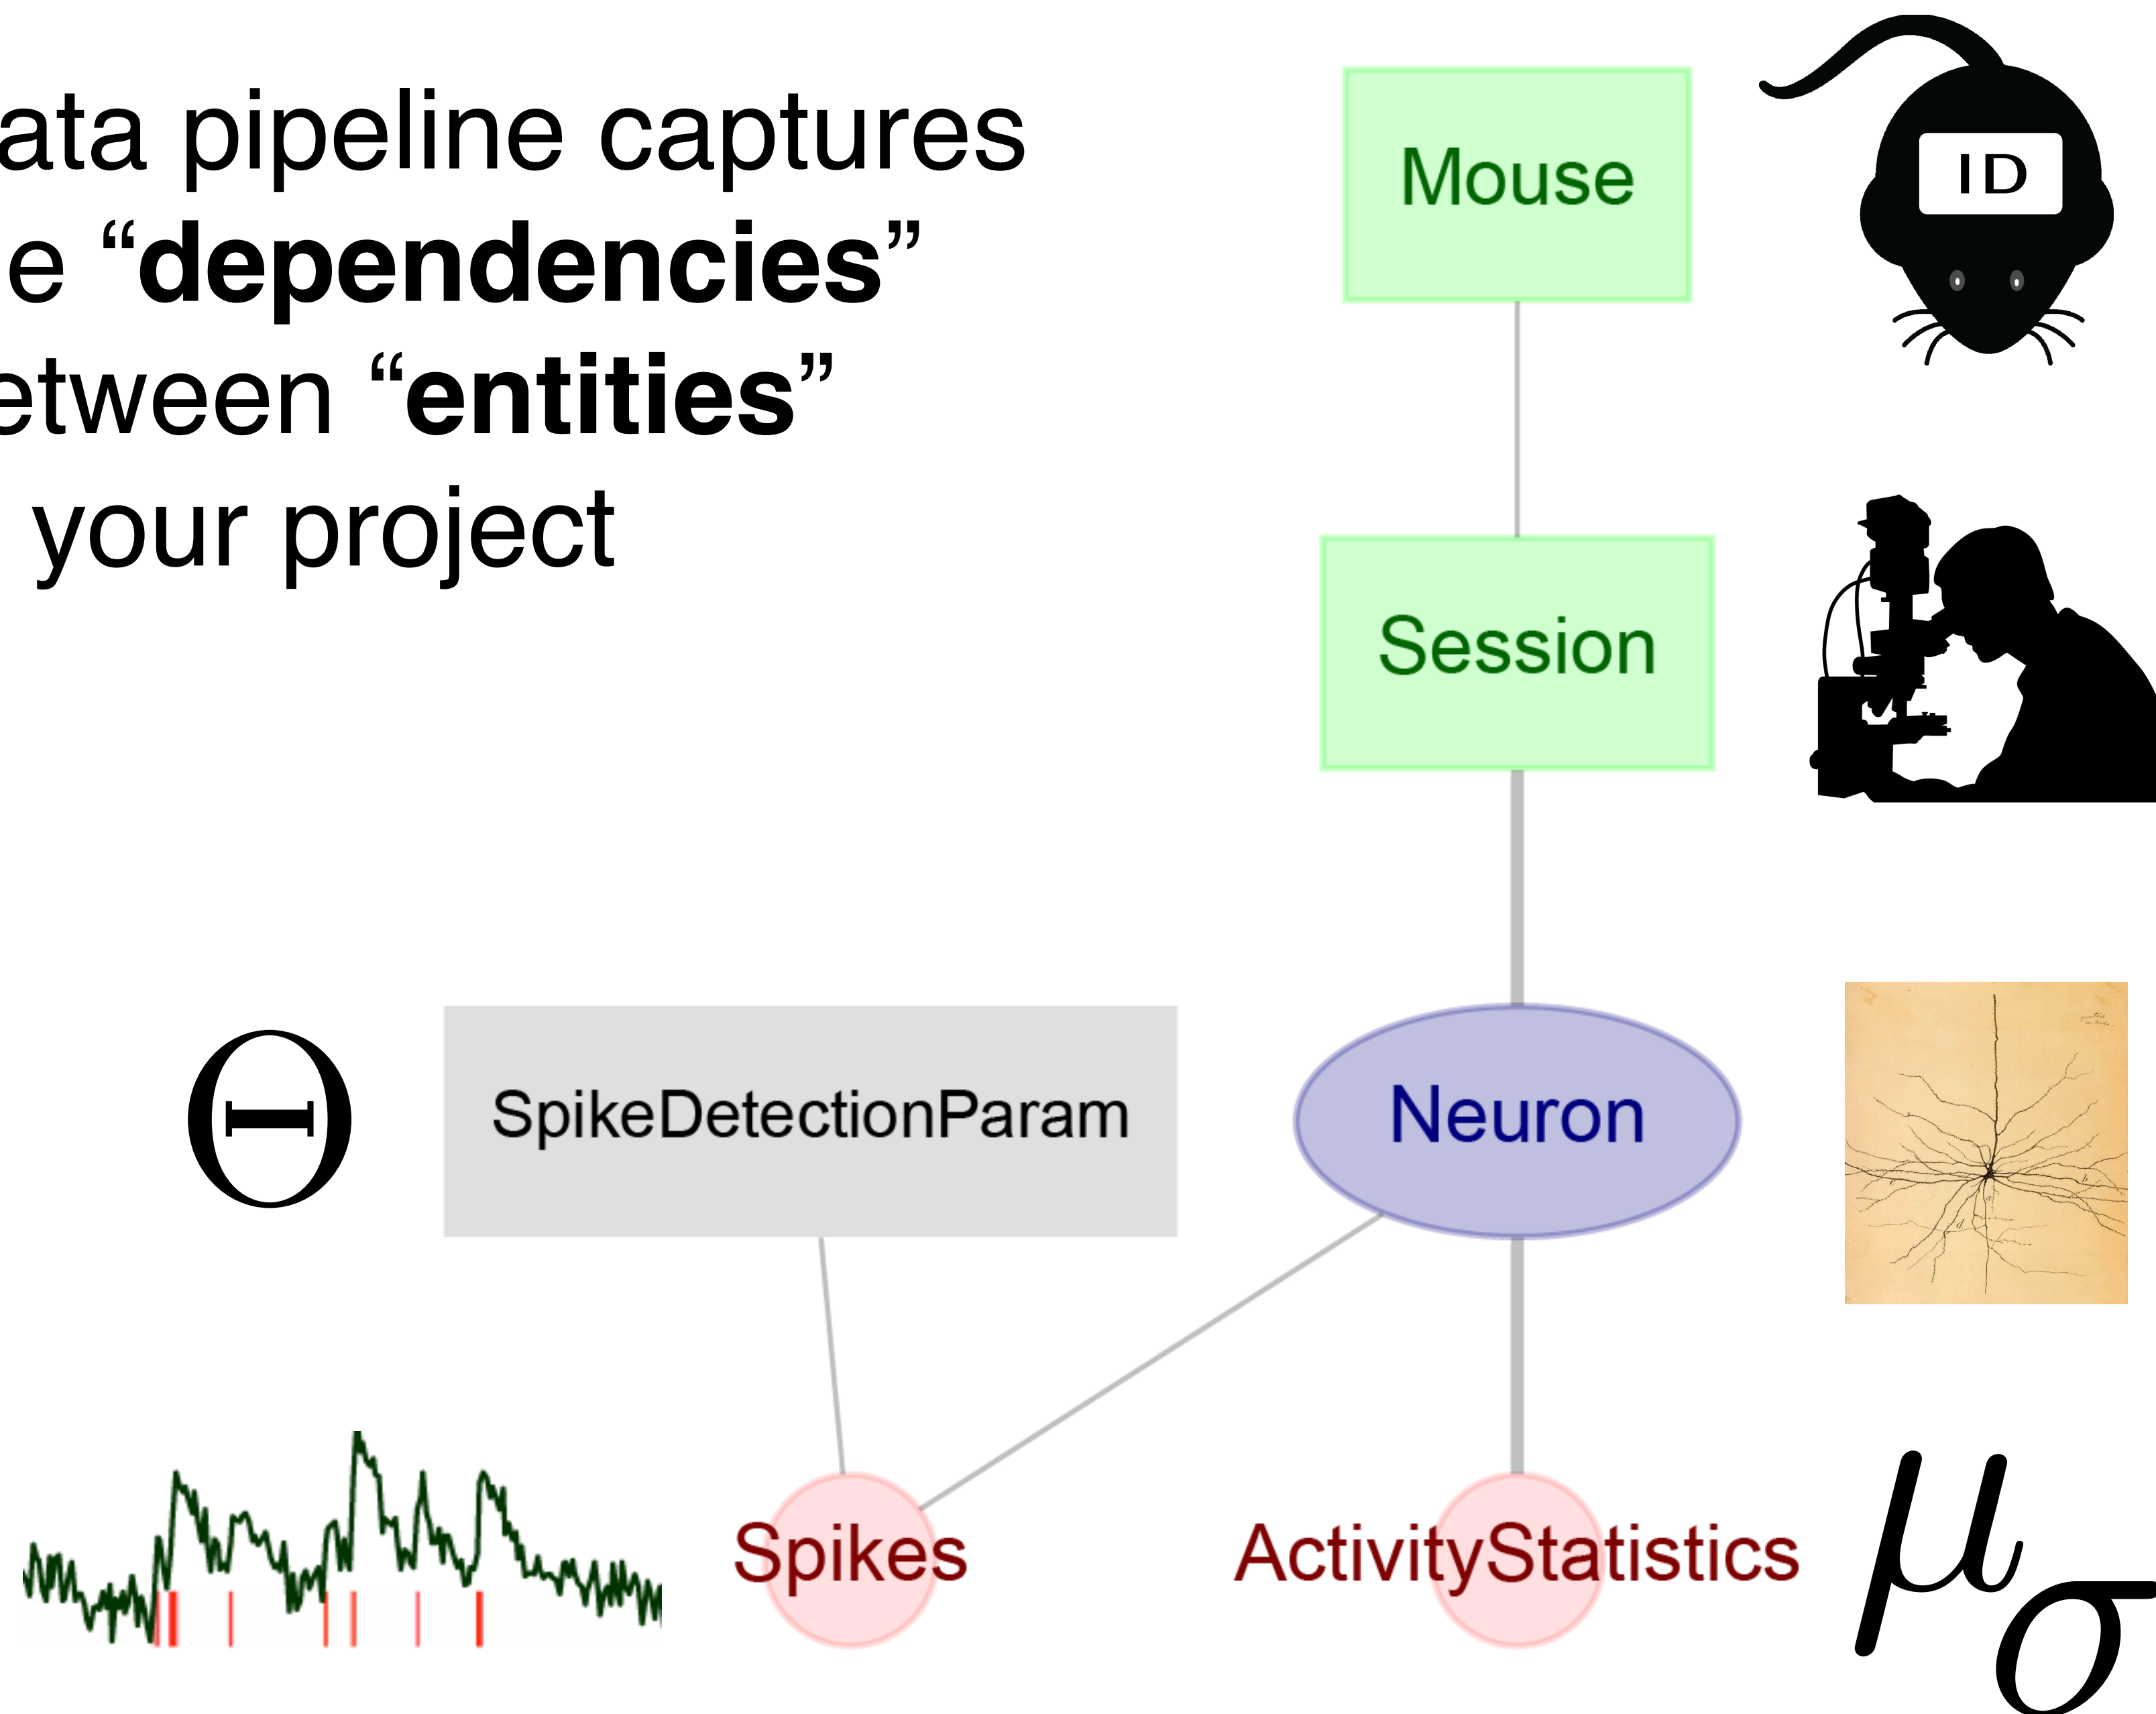 ata pipeline captures
e “dependencies”
etween “entities”
your project
Mouse
ID
Session
Θ
SpikeDetectionParam
Neuron
Spikes
ActivityStatistics
μ
σ